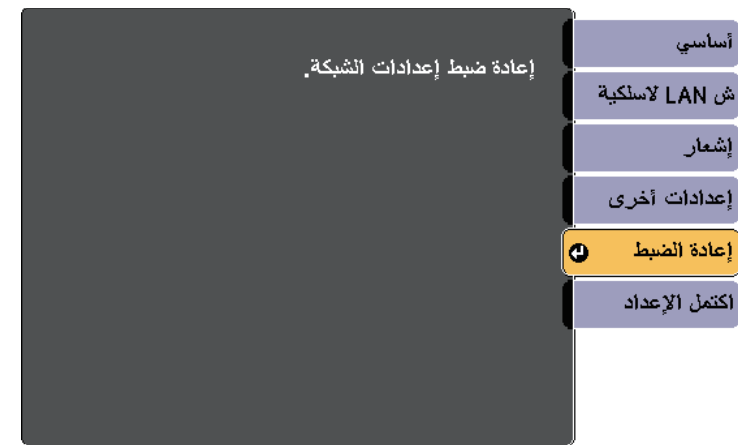 أساسي
ش LAN لاسلكية
إشعار
إعدادات أخرى
إعادة الضبط
اكتمل الإعداد
إعادة ضبط إعدادات الشبكة.